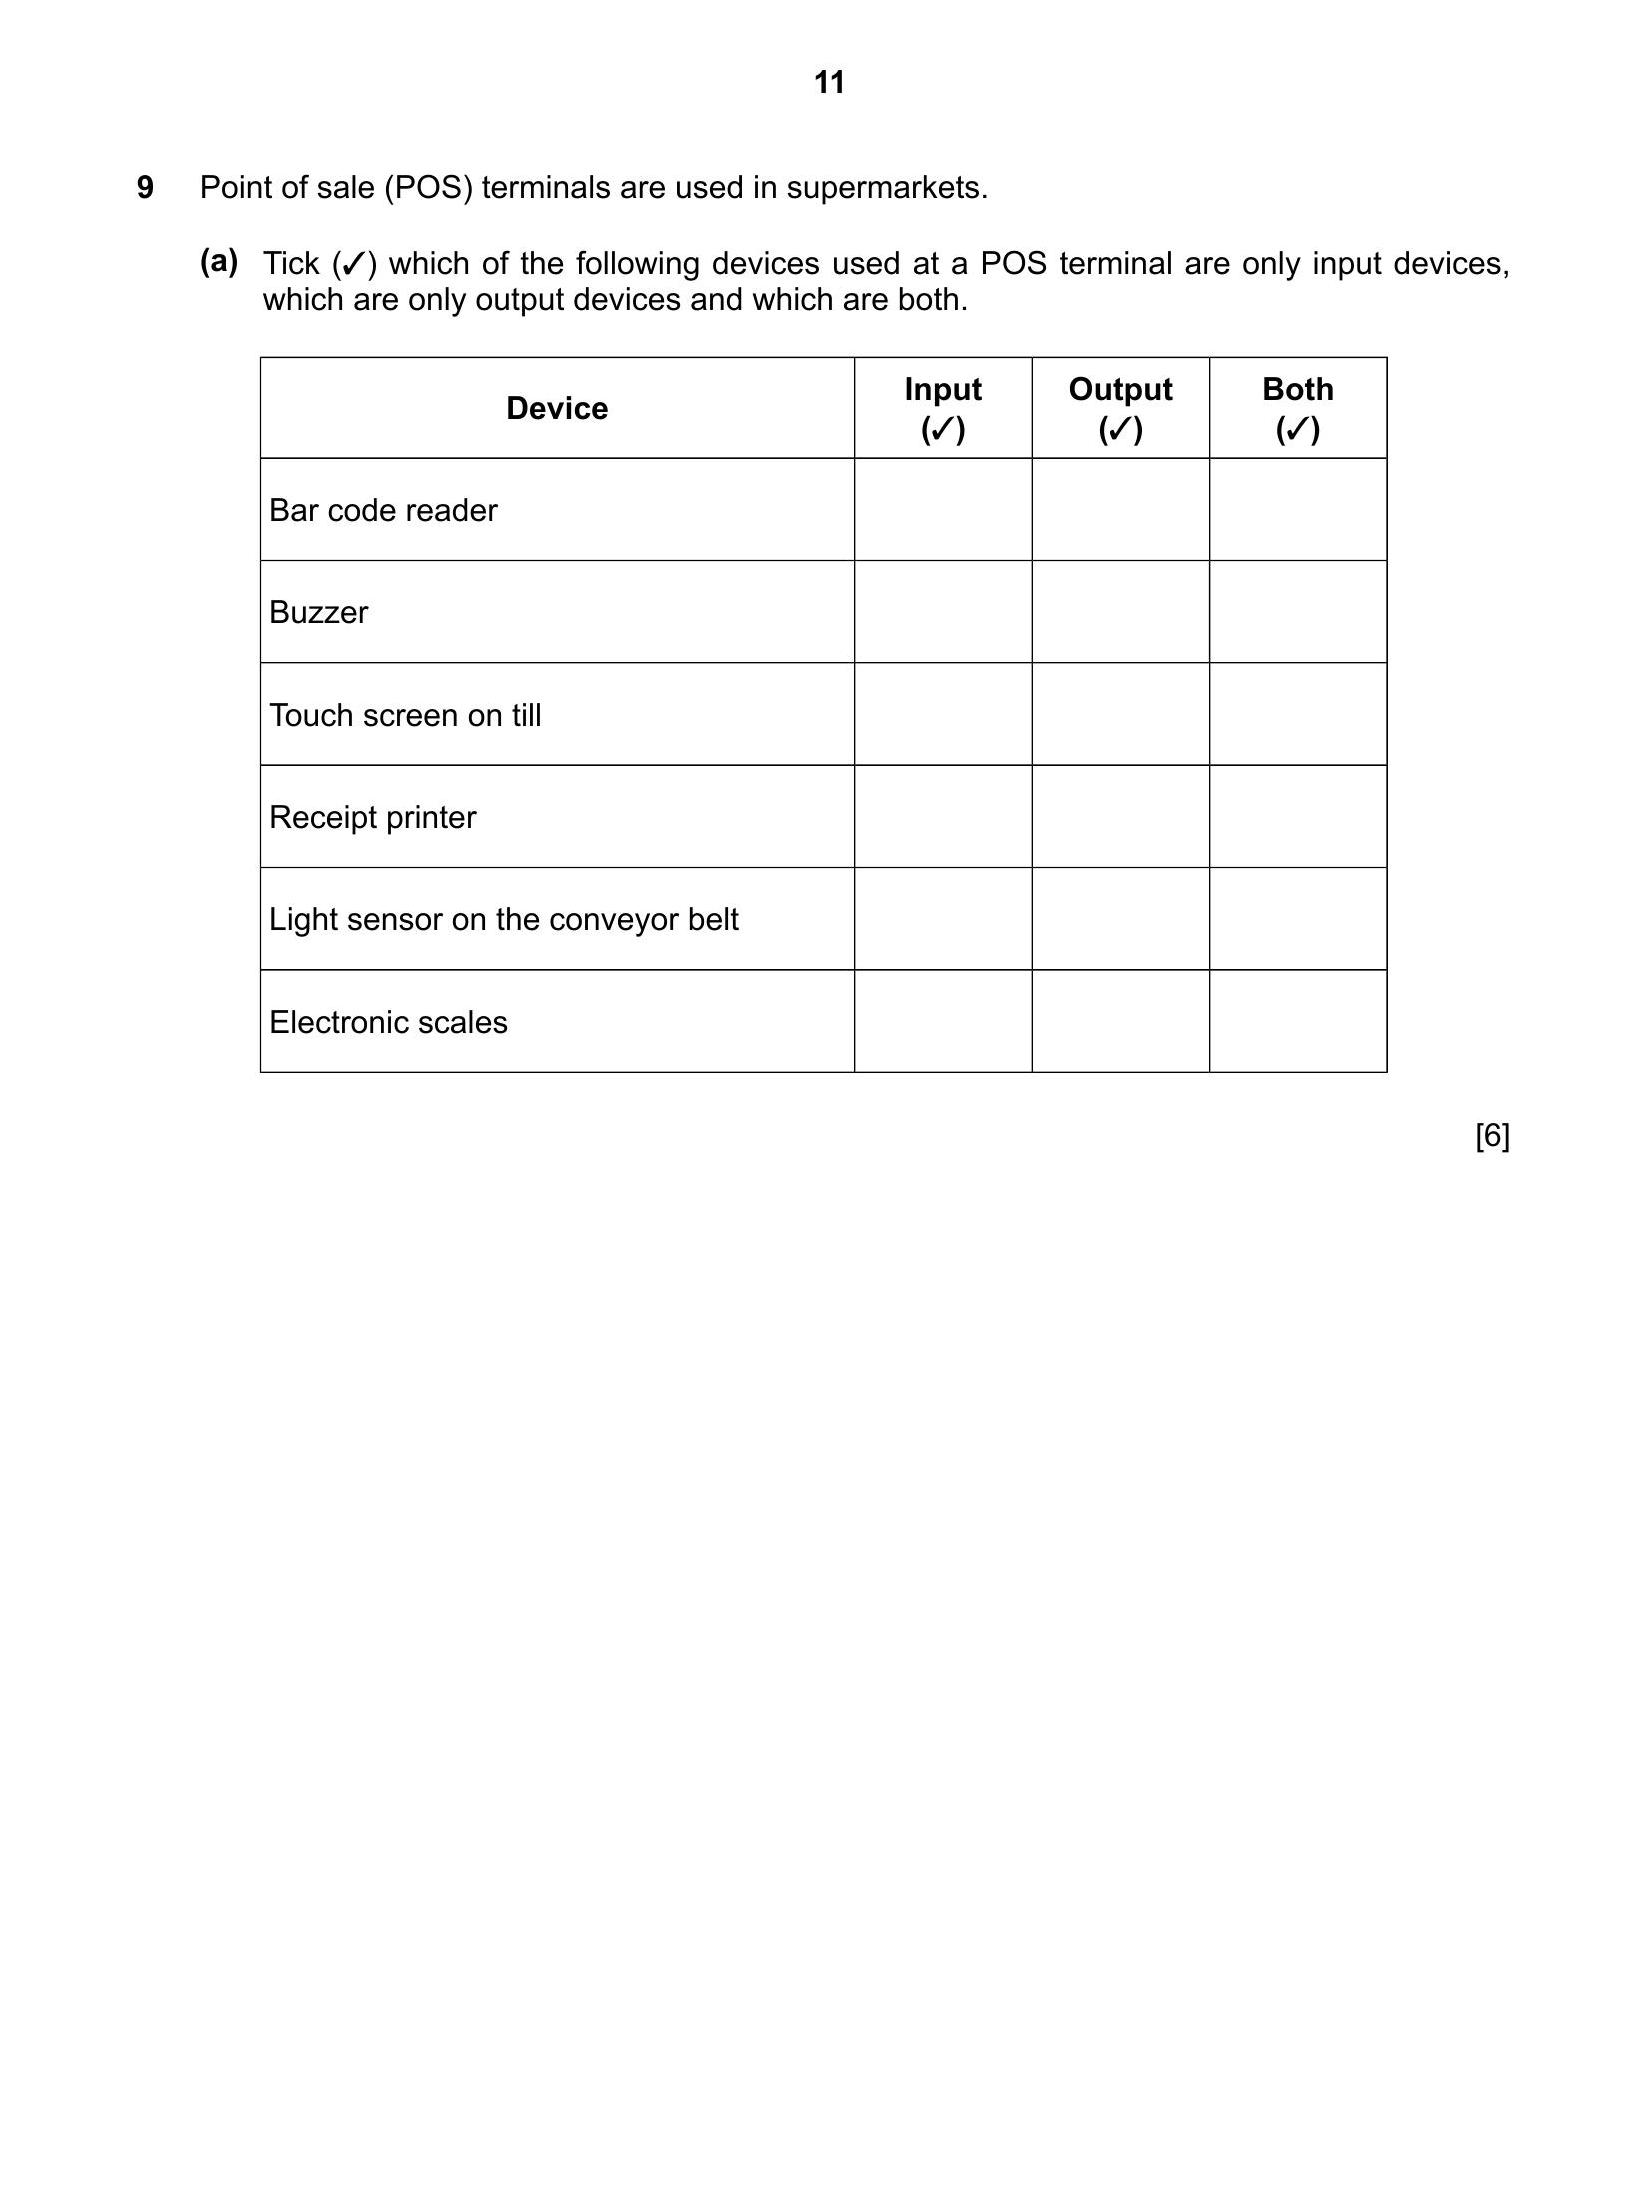 11
9 Point of sale (POS) terminals are used in supermarkets.
(a) Tick (✓) which of the following devices used at a POS terminal are only input devices,
which are only output devices and which are both.
Device Input (✓) Output (✓) Both (✓)
Bar code reader
Buzzer
Touch screen on till
Receipt printer
Light sensor on the conveyor belt
Electronic scales
[6]